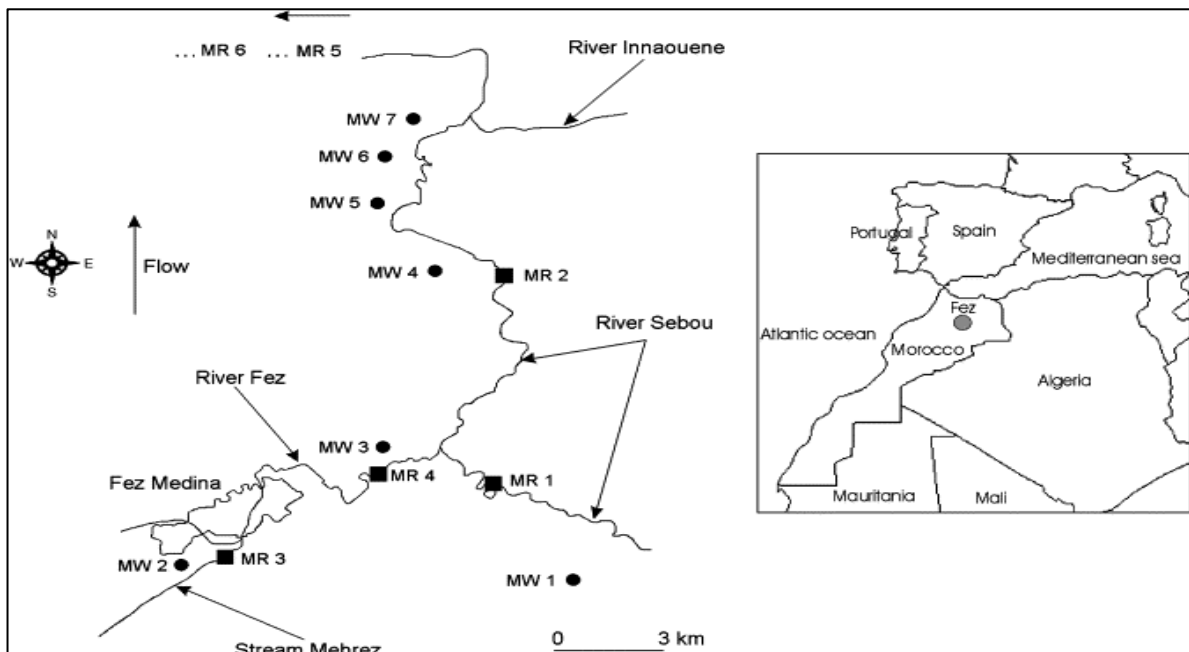 ... MR 6 ... MR 5
River Innaouene
MW 7
MW 6
MW 5
N
W E
S
Flow
MW 4
MR 2
River Sebou
River Fez
MW 3
Fez Medina
MR 4
MR 1
MW 2
MR 3
MW 1
Stream Mehrez
0 3 km
Portugal
Spain
Mediterranean sea
Fez
Atlantic ocean
Morocco
Algeria
Mauritania
Mali